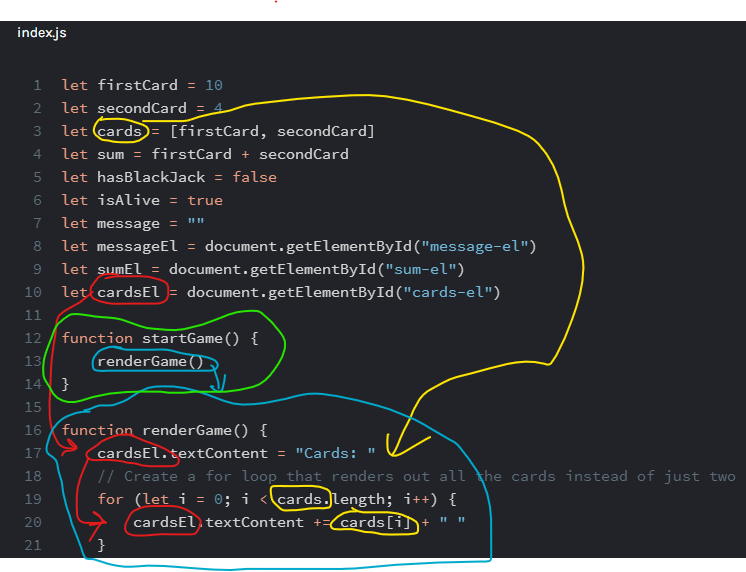 index.js
1 let firstCard = 10
2 let secondCard = 4
3 let cards = [firstCard, secondCard]
4 let sum = firstCard + secondCard
5 let hasBlackJack = false
6 let isAlive = true
7 let message = ""
8 let messageEl = document.getElementById("message-el")
9 let sumEl = document.getElementById("sum-el")
10 let cardsEl = document.getElementById("cards-el")
11
12 function startGame() {
13     renderGame()
14 }
15
16 function renderGame() {
17     cardsEl.textContent = "Cards: "
18     // Create a for loop that renders out all the cards instead of just two
19     for (let i = 0; i < cards.length; i++) {
20         cardsEl.textContent += cards[i] + " "
21     }